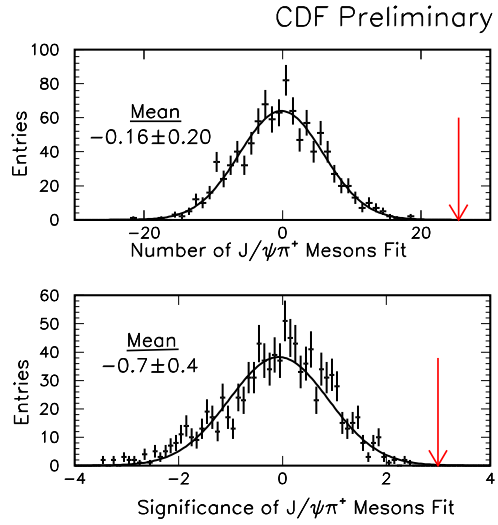 CDF Preliminary
100
80
60
40
20
0
Entries
Mean
−0.16±0.20
−20 0 20
Number of J/ψπ⁺ Mesons Fit
60
50
40
30
20
10
0
Entries
Mean
−0.7±0.4
−4 −2 0 2 4
Significance of J/ψπ⁺ Mesons Fit